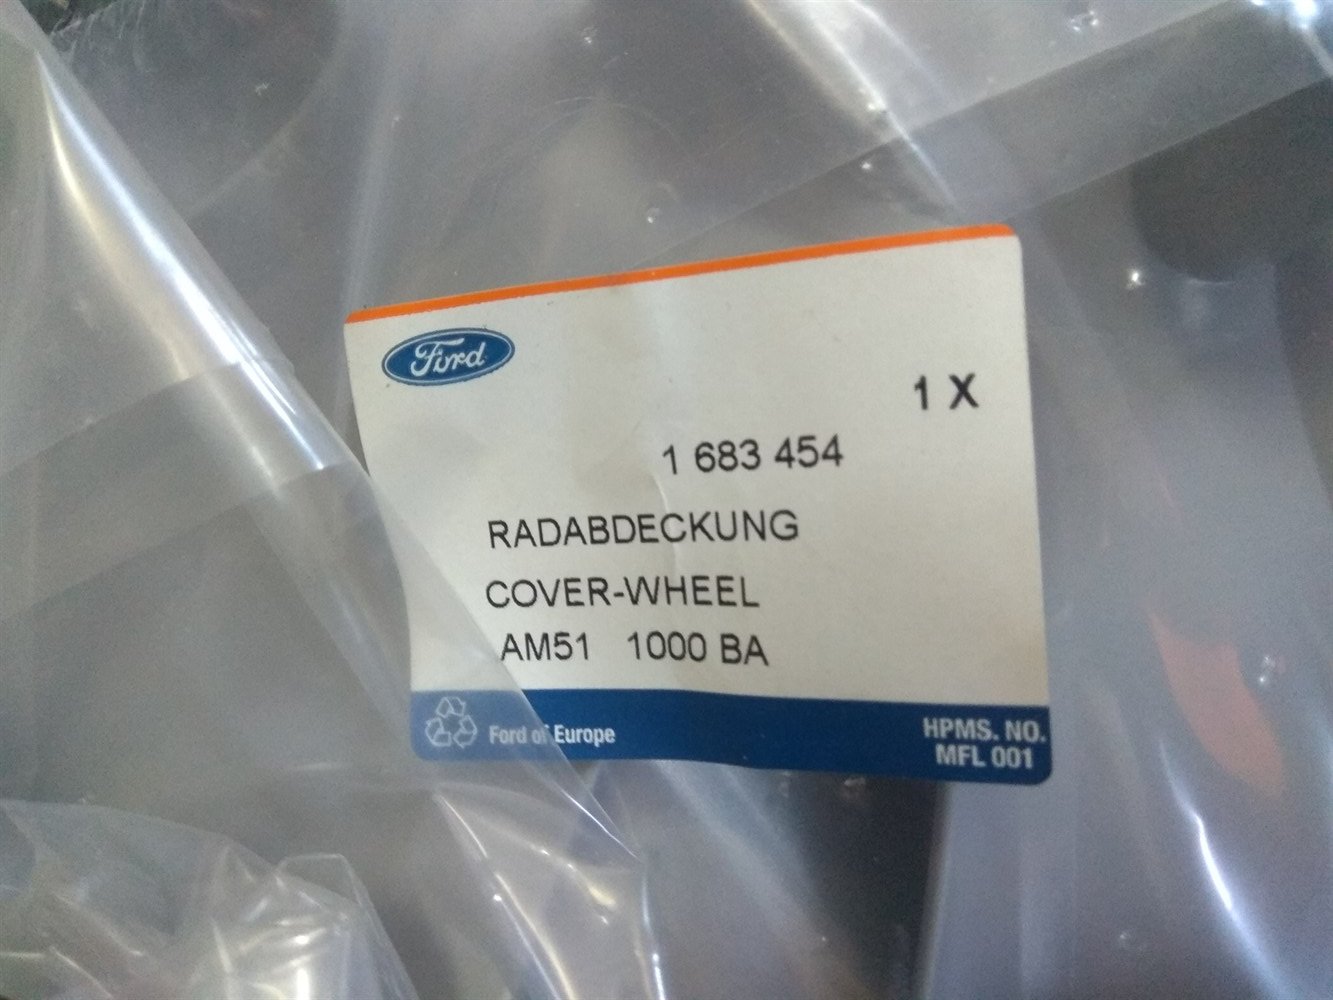 Ford
1 X
1 683 454
RADABDECKUNG
COVER-WHEEL
AM51 1000 BA
Ford of Europe
HPMS. NO.
MFL 001